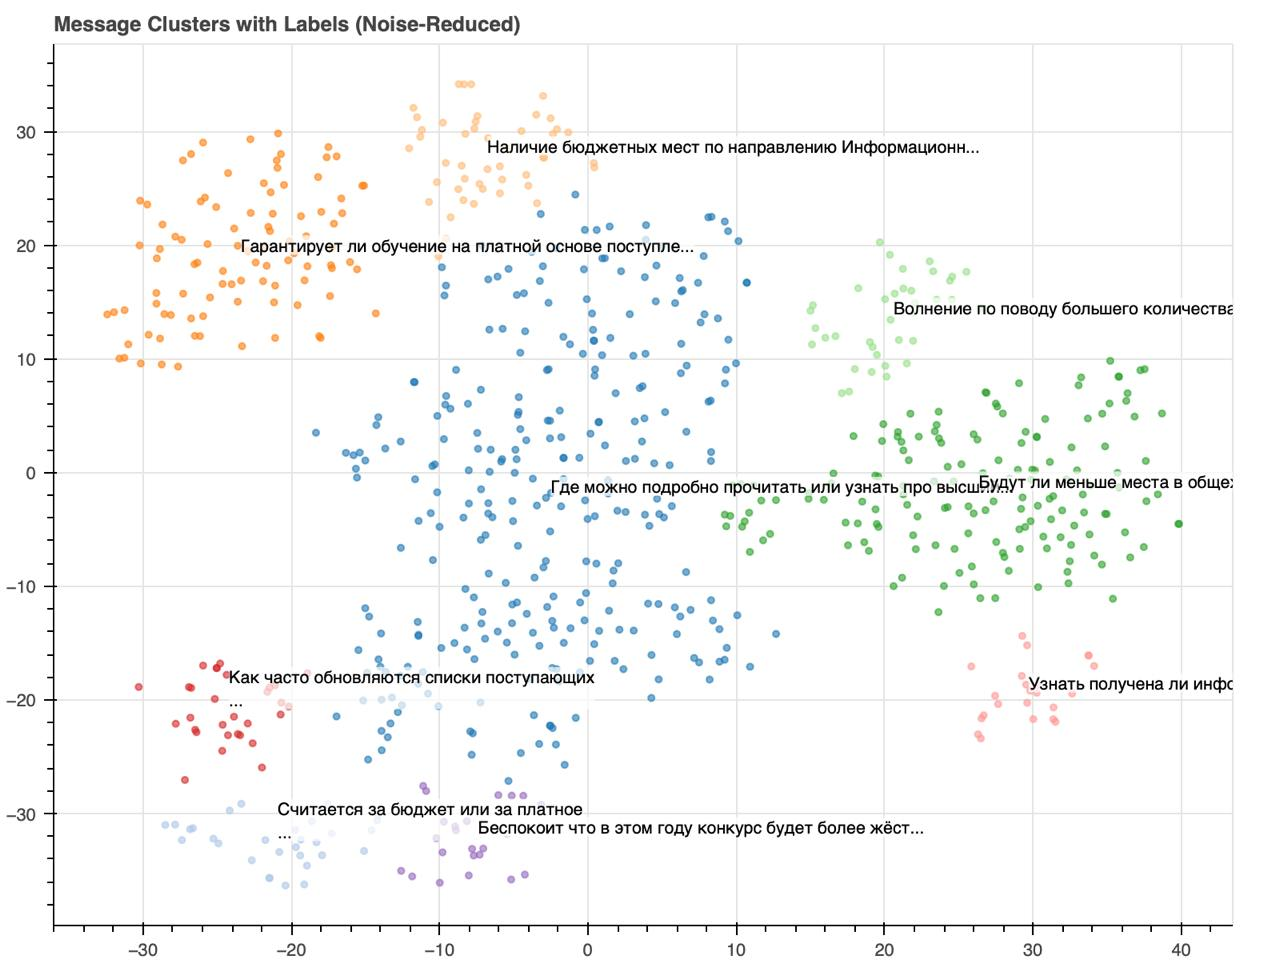 Message Clusters with Labels (Noise-Reduced)
30
Наличие бюджетных мест по направлению Информационн...
20
Гарантирует ли обучение на платной основе поступле...
Волнение по поводу большего количества
10
0
Где можно подробно прочитать или узнать про высш...
Будут ли меньше места в общеж
−10
Как часто обновляются списки поступающих
...
Узнать получена ли инфо
−20
Считается за бюджет или за платное
...
−30
Беспокоит что в этом году конкурс будет более жёст...
−30
−20
−10
0
10
20
30
40